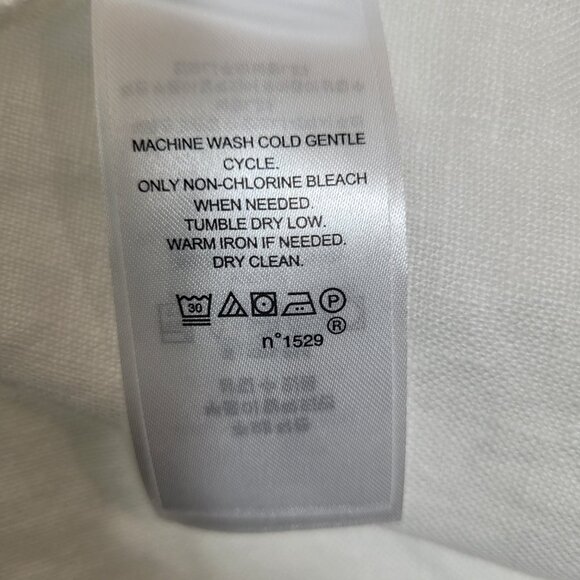 MACHINE WASH COLD GENTLE
CYCLE.
ONLY NON-CHLORINE BLEACH
WHEN NEEDED.
TUMBLE DRY LOW.
WARM IRON IF NEEDED.
DRY CLEAN.
30 P
®
n°1529